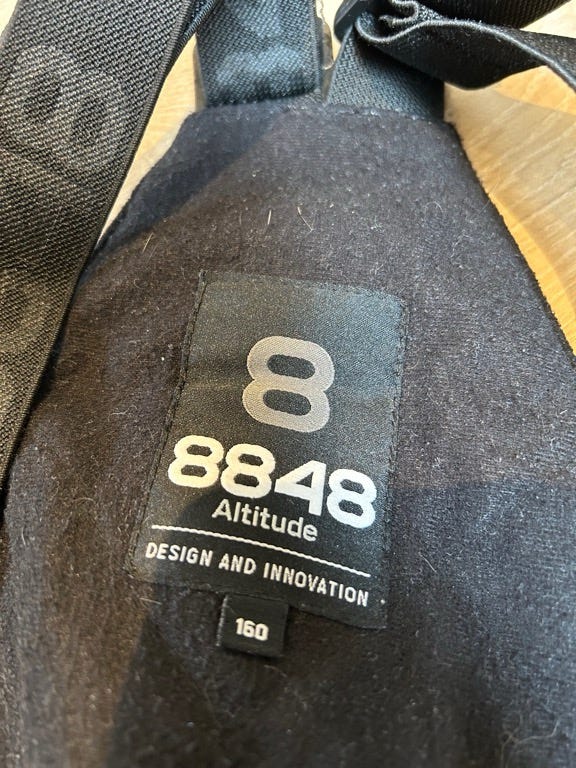 8
8848
Altitude
DESIGN AND INNOVATION
160